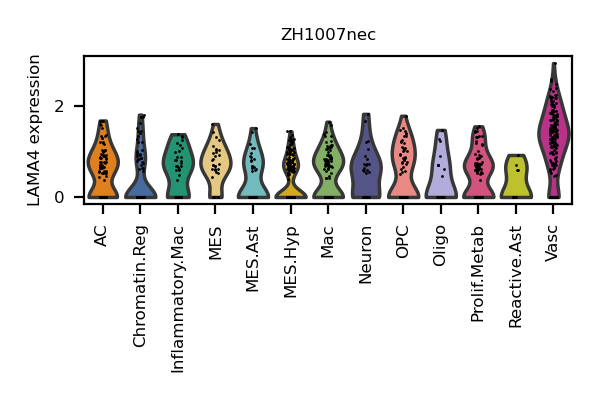 ZH1007nec
LAMA4 expression
2
0
AC
Chromatin.Reg
Inflammatory.Mac
MES
MES.Ast
MES.Hyp
Mac
Neuron
OPC
Oligo
Prolif.Metab
Reactive.Ast
Vasc